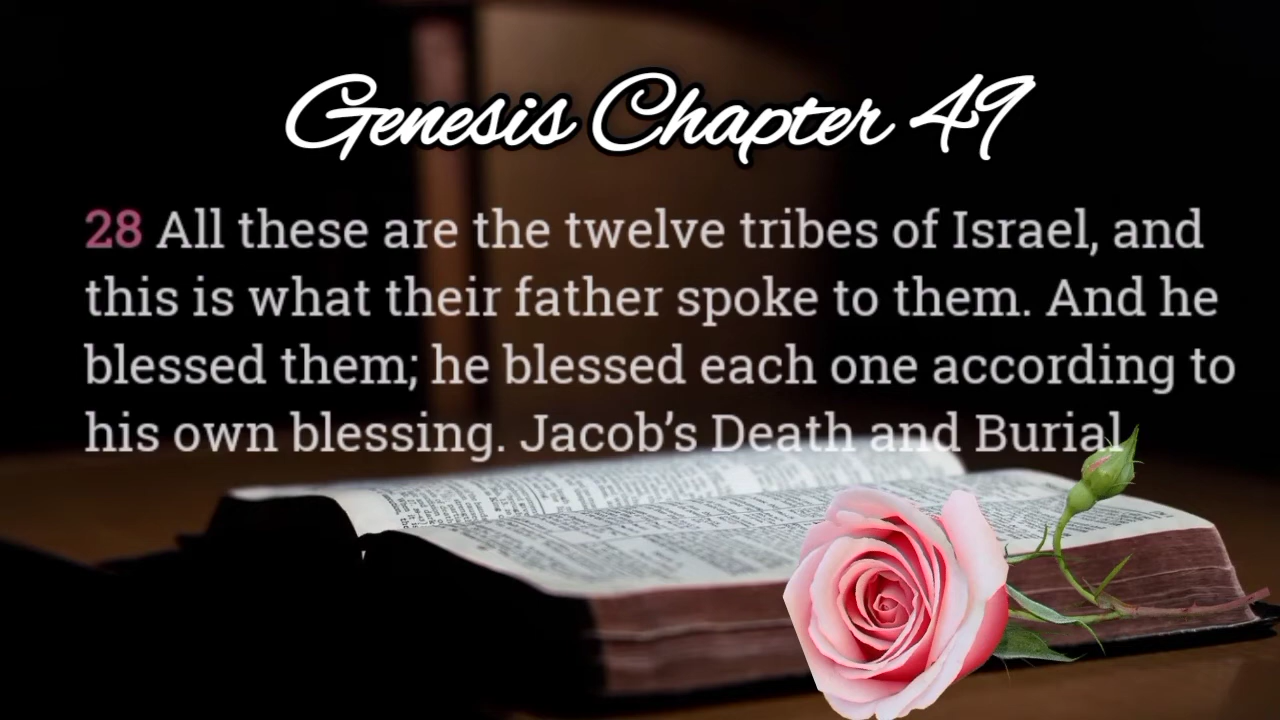 Genesis Chapter 49
28 All these are the twelve tribes of Israel, and
this is what their father spoke to them. And he
blessed them; he blessed each one according to
his own blessing. Jacob’s Death and Burial